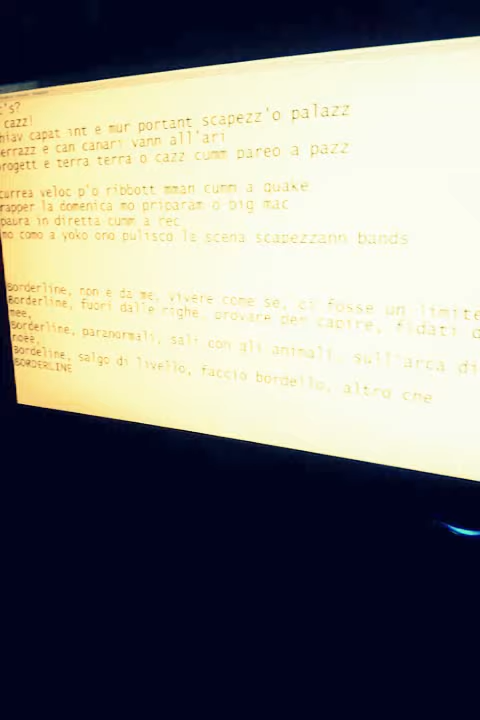 t's?
cazz!
hiav capat int e mur portant scapezz'o palazz
errazz e can canari vann all'ari
progett e terra terra o cazz cumm pareo a pazz
currea veloc p'o ribbott mman cumm a quake
rapper la domenica mo priparam o big mac
paura in diretta cumm a rec
mo como a yoko ono pulisco la scena scapezzann bands
Borderline, non e da me, vivere come se, ci fosse un limite
Borderline, fuori dalle righe, provare per capire, fidati d
mee,
Borderline, paranormali, sali con gli animali, sull'arca di
noee,
Bordeline, salgo di livello, faccio bordello, altro che
BORDERLINE